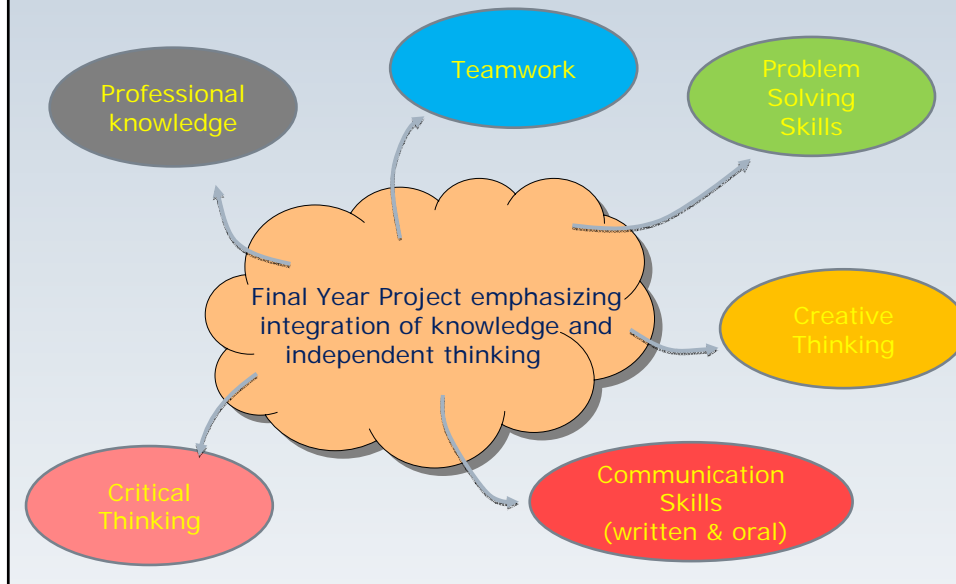 Teamwork
Problem
Solving
Skills
Professional
knowledge
Final Year Project emphasizing
integration of knowledge and
independent thinking
Creative
Thinking
Critical
Thinking
Communication
Skills
(written & oral)